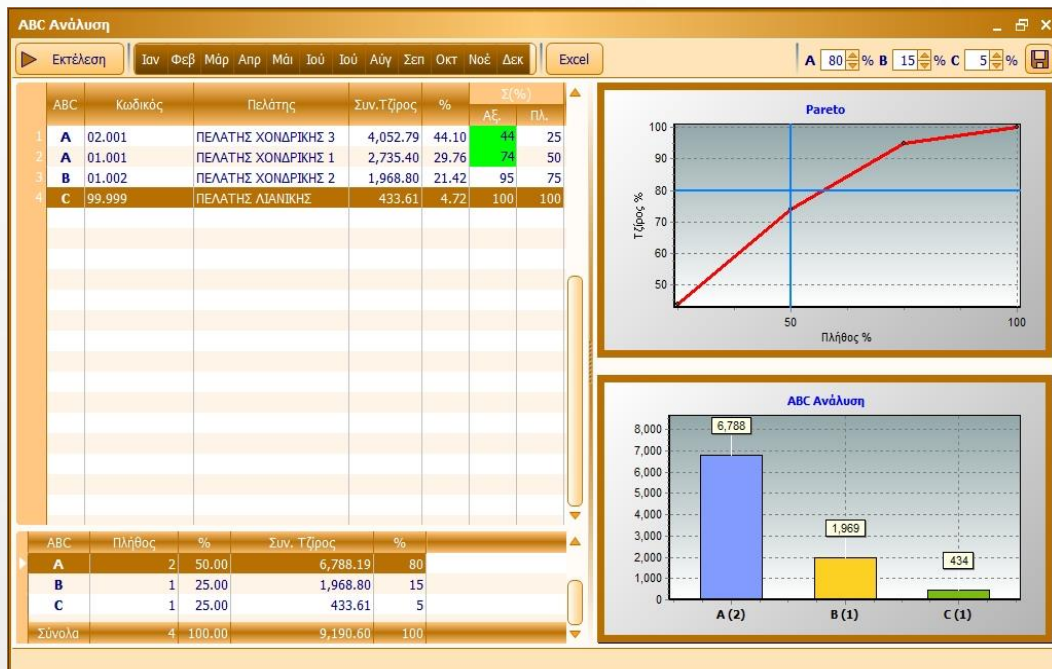 ABC Ανάλυση
Εκτέλεση Ιαν Φεβ Μάρ Απρ Μάι Ιού Ιού Αύγ Σεπ Οκτ Νοέ Δεκ Excel A 80 % B 15 % C 5 %
ABC Κωδικός Πελάτης Συν.Τζίρος % Σ(%)
Αξ. Πλ.
1 A 02.001 ΠΕΛΑΤΗΣ ΧΟΝΔΡΙΚΗΣ 3 4,052.79 44.10 44 25
2 A 01.001 ΠΕΛΑΤΗΣ ΧΟΝΔΡΙΚΗΣ 1 2,735.40 29.76 74 50
3 B 01.002 ΠΕΛΑΤΗΣ ΧΟΝΔΡΙΚΗΣ 2 1,968.80 21.42 95 75
4 C 99.999 ΠΕΛΑΤΗΣ ΛΙΑΝΙΚΗΣ 433.61 4.72 100 100
ABC Πλήθος % Συν. Τζίρος %
A 2 50.00 6,788.19 80
B 1 25.00 1,968.80 15
C 1 25.00 433.61 5
Σύνολα 4 100.00 9,190.60 100
Pareto
Τζίρος %
100
90
80
70
60
50
50 100
Πλήθος %
ABC Ανάλυση
8,000
7,000
6,000
5,000
4,000
3,000
2,000
1,000
0
6,788
1,969
434
A (2) B (1) C (1)